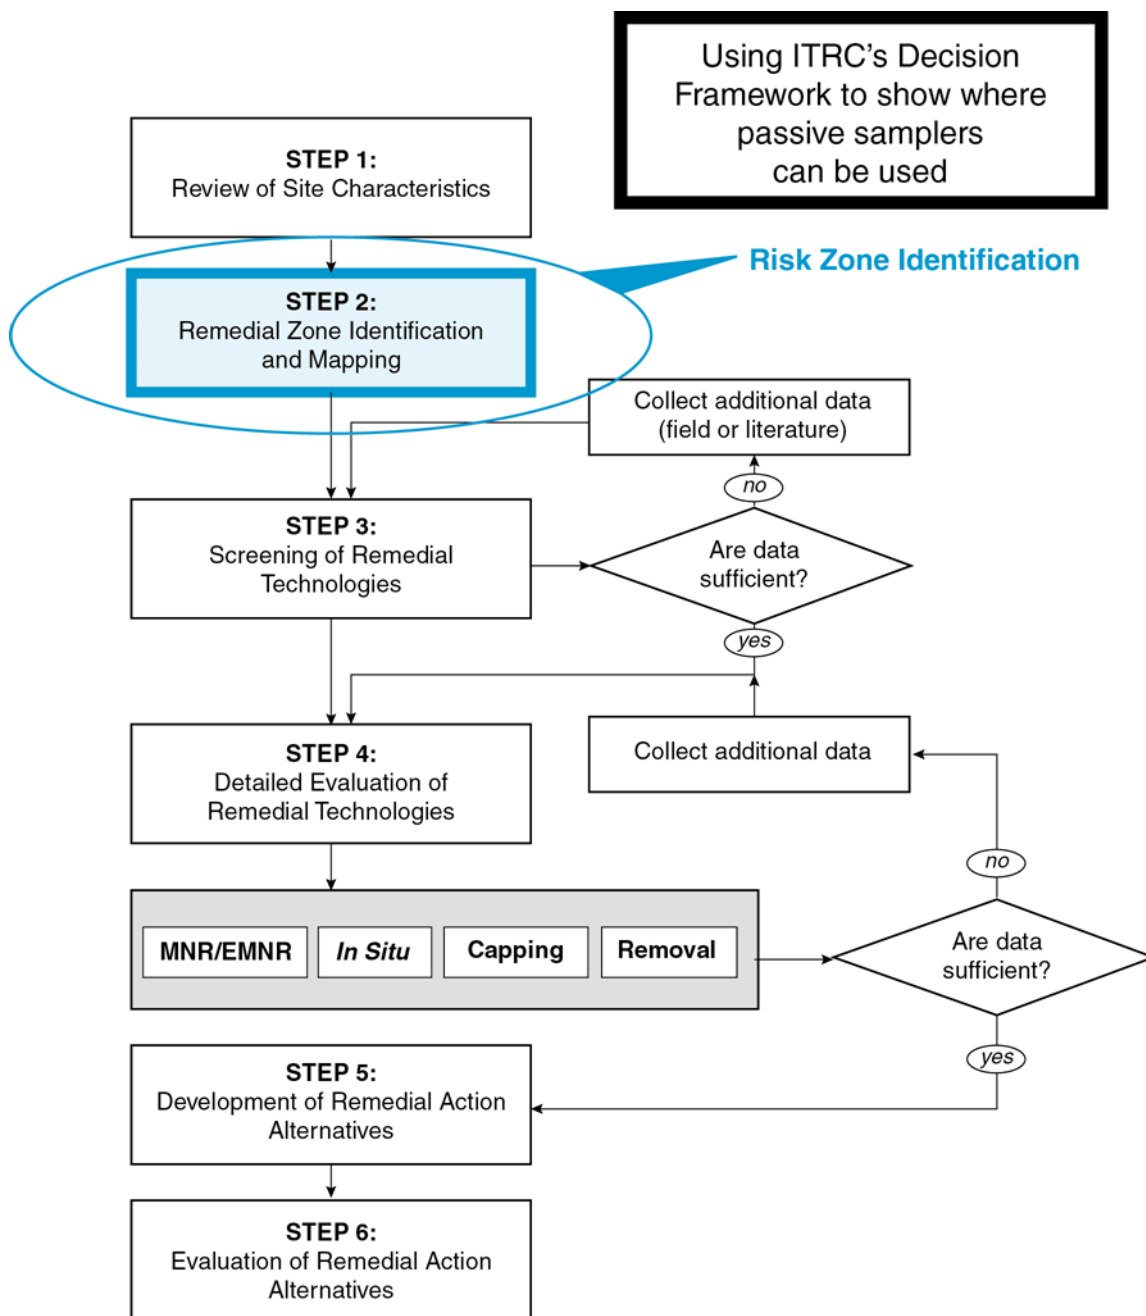 Using ITRC's Decision
Framework to show where
passive samplers
can be used
STEP 1:
Review of Site Characteristics
Risk Zone Identification
STEP 2:
Remedial Zone Identification
and Mapping
Collect additional data
(field or literature)
no
STEP 3:
Screening of Remedial
Technologies
Are data
sufficient?
yes
STEP 4:
Detailed Evaluation of
Remedial Technologies
Collect additional data
no
MNR/EMNR
In Situ
Capping
Removal
Are data
sufficient?
yes
STEP 5:
Development of Remedial Action
Alternatives
STEP 6:
Evaluation of Remedial Action
Alternatives